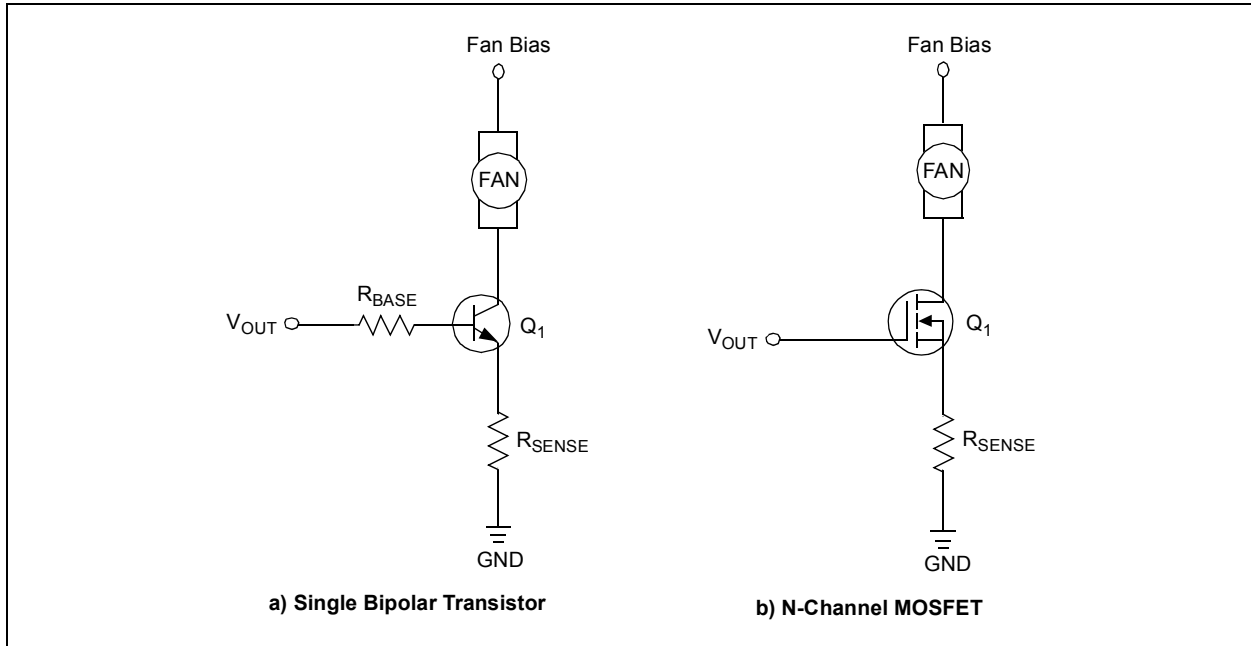 Fan Bias
FAN
R_BASE
V_OUT
Q_1
R_SENSE
GND
a) Single Bipolar Transistor
Fan Bias
FAN
V_OUT
Q_1
R_SENSE
GND
b) N-Channel MOSFET